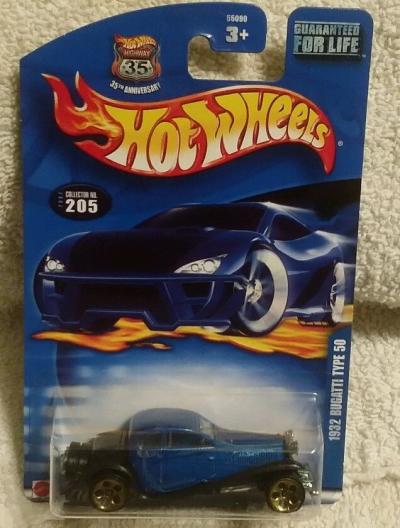 Hot Wheels
HIGHWAY
35
35TH ANNIVERSARY
55090
3+
GUARANTEED
FOR LIFE
HOT WHEELS
COLLECTOR NO.
205
1932 BUGATTI TYPE 50